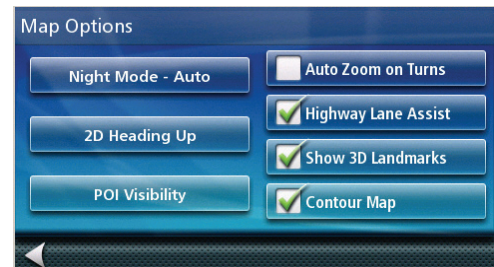 Map Options
Night Mode - Auto
2D Heading Up
POI Visibility
Auto Zoom on Turns
Highway Lane Assist
Show 3D Landmarks
Contour Map